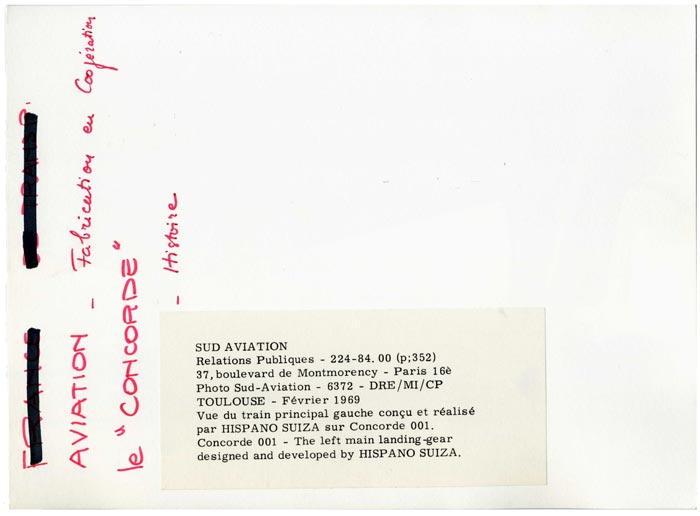 AVIATION - Fabrication en Coopération
le "CONCORDE"
- Histoire
SUD AVIATION
Relations Publiques - 224-84.00 (p;352)
37, boulevard de Montmorency - Paris 16è
Photo Sud-Aviation - 6372 - DRE/MI/CP
TOULOUSE - Février 1969
Vue du train principal gauche conçu et réalisé
par HISPANO SUIZA sur Concorde 001.
Concorde 001 - The left main landing-gear
designed and developed by HISPANO SUIZA.